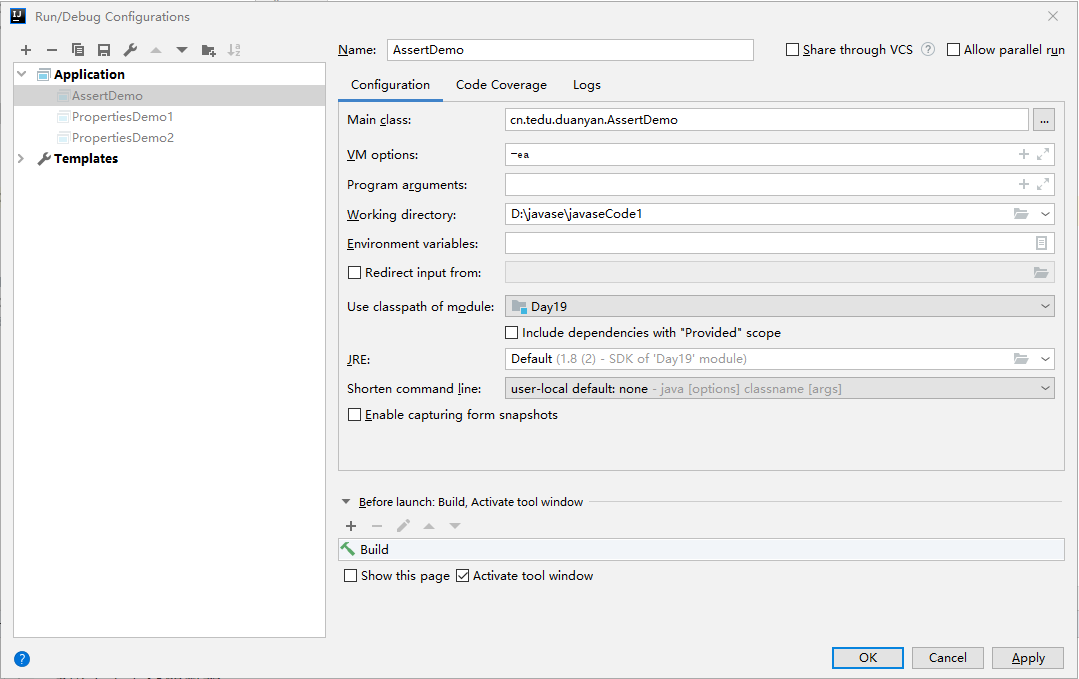 Run/Debug Configurations
Application
AssertDemo
PropertiesDemo1
PropertiesDemo2
Templates
Name: AssertDemo
Share through VCS ? Allow parallel run
Configuration Code Coverage Logs
Main class: cn.tedu.duanyan.AssertDemo ...
VM options: -ea
Program arguments:
Working directory: D:\javase\javaseCode1
Environment variables:
Redirect input from:
Use classpath of module: Day19
Include dependencies with "Provided" scope
JRE: Default (1.8 (2) - SDK of 'Day19' module)
Shorten command line: user-local default: none - java [options] classname [args]
Enable capturing form snapshots
Before launch: Build, Activate tool window
Build
Show this page Activate tool window
? OK Cancel Apply